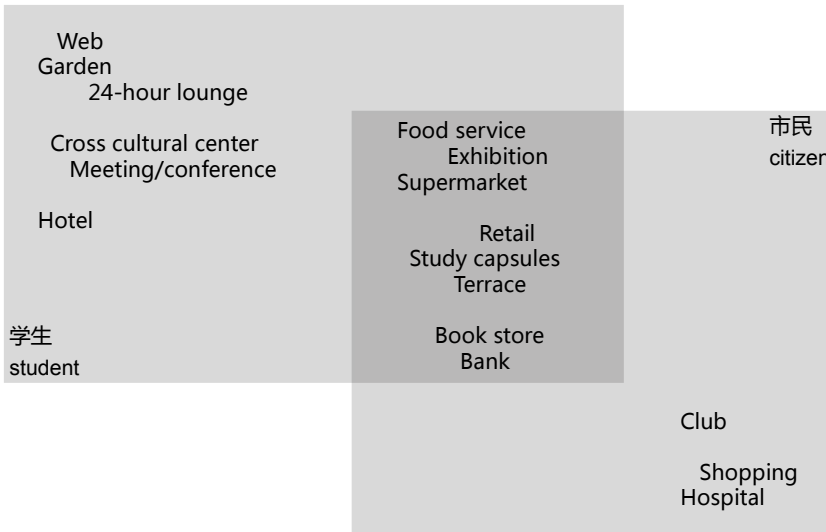 Web
Garden
24-hour lounge
Cross cultural center
Meeting/conference
Hotel
学生
student
Food service
Exhibition
Supermarket
Retail
Study capsules
Terrace
Book store
Bank
市民
citizen
Club
Shopping
Hospital